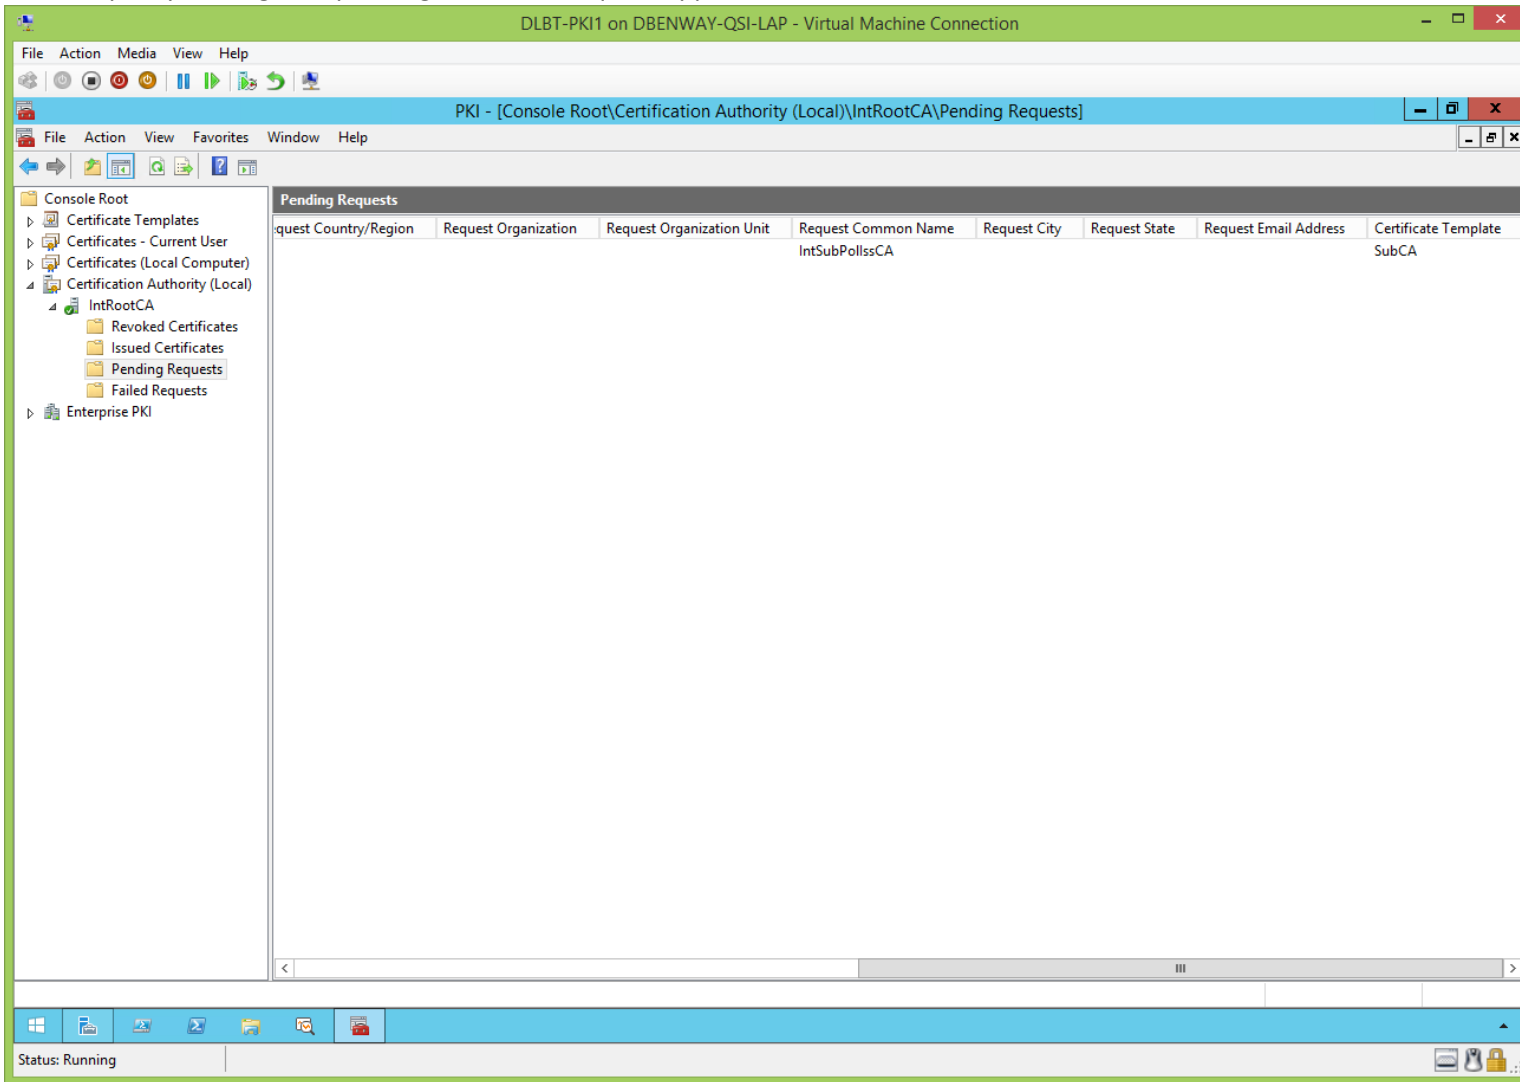 DLBT-PKI1 on DBENWAY-QSI-LAP - Virtual Machine Connection
File Action Media View Help
PKI - [Console Root\Certification Authority (Local)\IntRootCA\Pending Requests]
File Action View Favorites Window Help
Console Root
Certificate Templates
Certificates - Current User
Certificates (Local Computer)
Certification Authority (Local)
IntRootCA
Revoked Certificates
Issued Certificates
Pending Requests
Failed Requests
Enterprise PKI
Pending Requests
quest Country/Region Request Organization Request Organization Unit Request Common Name Request City Request State Request Email Address Certificate Template
IntSubPolIssCA SubCA
Status: Running